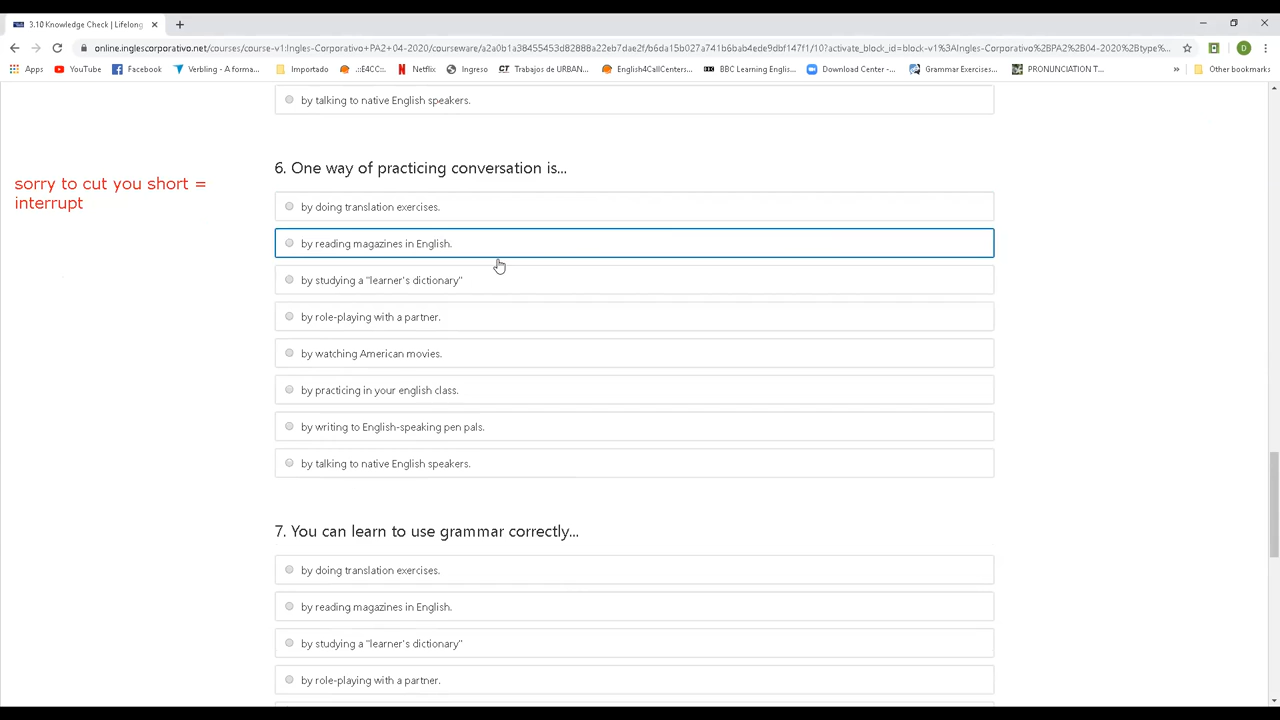 3.10 Knowledge Check | Lifelong
online.inglescorporativo.net/courses/course-v1:Ingles-Corporativo+PA2+04-2020/courseware/a2a0b1a38455453d82888a22eb7dae2f/b6da15b027a741b6bab4edd9dbf147f1/10?activate_block_id=block-v1%3AIngles-Corporativo%2BPA2%2B04-2020%2Btype%...
Apps YouTube Facebook Verbling - A forma... Importado .::E4CC::. Netflix Ingreso Trabajos de URBAN... English4CallCenters... BBC Learning English... Download Center -... Grammar Exercises... PRONUNCIATION T... » Other bookmarks
by talking to native English speakers.
6. One way of practicing conversation is...
sorry to cut you short =
interrupt
by doing translation exercises.
by reading magazines in English.
by studying a "learner's dictionary"
by role-playing with a partner.
by watching American movies.
by practicing in your english class.
by writing to English-speaking pen pals.
by talking to native English speakers.
7. You can learn to use grammar correctly...
by doing translation exercises.
by reading magazines in English.
by studying a "learner's dictionary"
by role-playing with a partner.